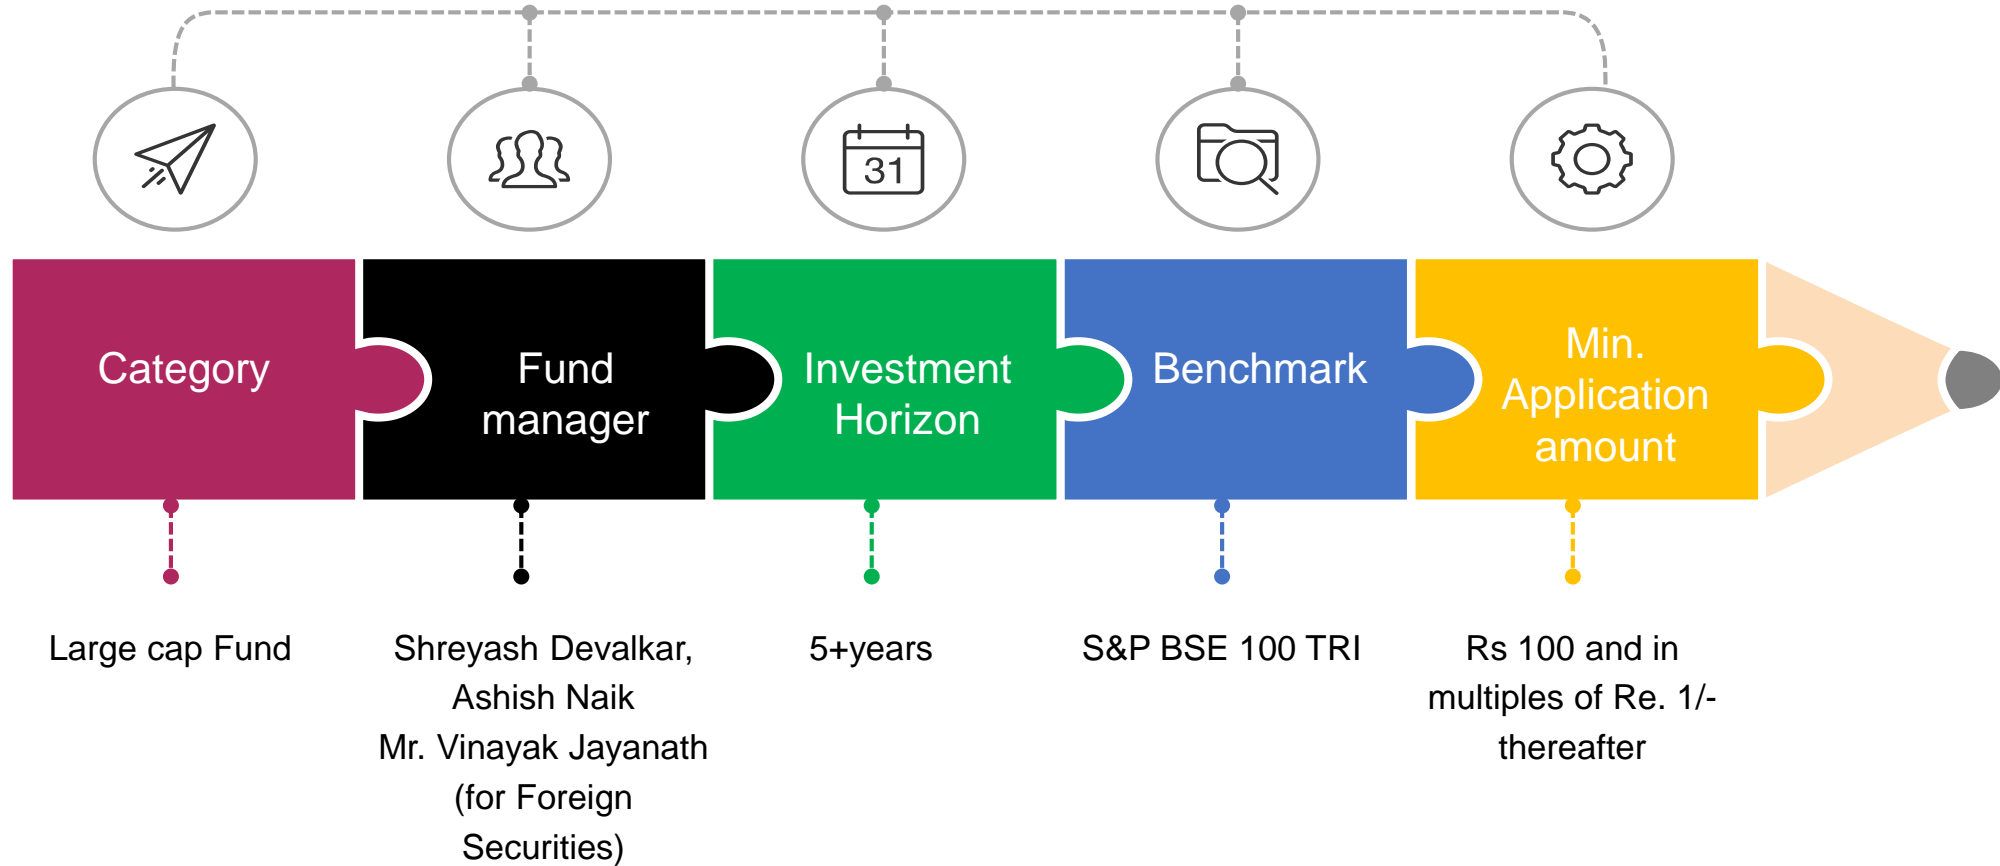 31
Category
Fund
manager
Investment
Horizon
Benchmark
Min.
Application
amount
Large cap Fund
Shreyash Devalkar,
Ashish Naik
Mr. Vinayak Jayanath
(for Foreign
Securities)
5+years
S&P BSE 100 TRI
Rs 100 and in
multiples of Re. 1/-
thereafter